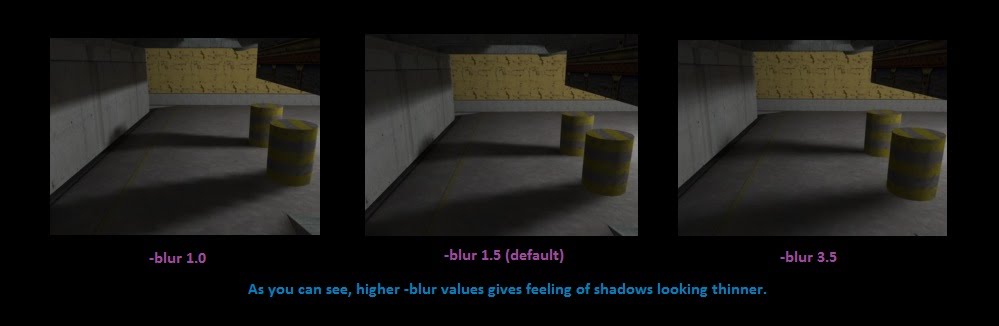 -blur 1.0
-blur 1.5 (default)
-blur 3.5
As you can see, higher -blur values gives feeling of shadows looking thinner.